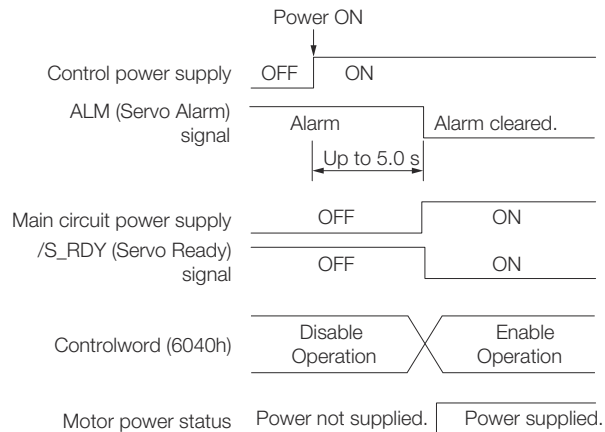 Power ON
Control power supply OFF ON
ALM (Servo Alarm)
signal
Alarm Alarm cleared.
Up to 5.0 s
Main circuit power supply OFF ON
/S_RDY (Servo Ready)
signal
OFF ON
Controlword (6040h)
Disable
Operation
Enable
Operation
Motor power status Power not supplied. Power supplied.